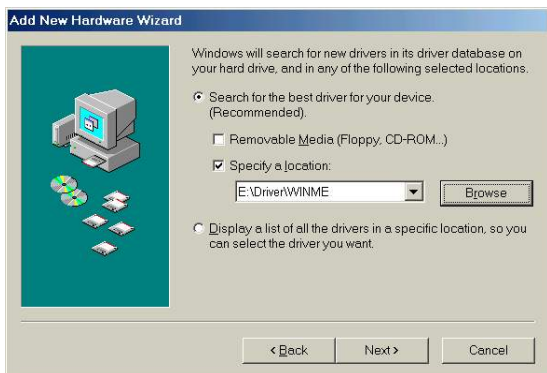 Add New Hardware Wizard
Windows will search for new drivers in its driver database on
your hard drive, and in any of the following selected locations.
Search for the best driver for your device.
(Recommended).
Removable Media (Floppy, CD-ROM...)
Specify a location:
E:\Driver\WINME
Browse
Display a list of all the drivers in a specific location, so you
can select the driver you want.
< Back
Next >
Cancel